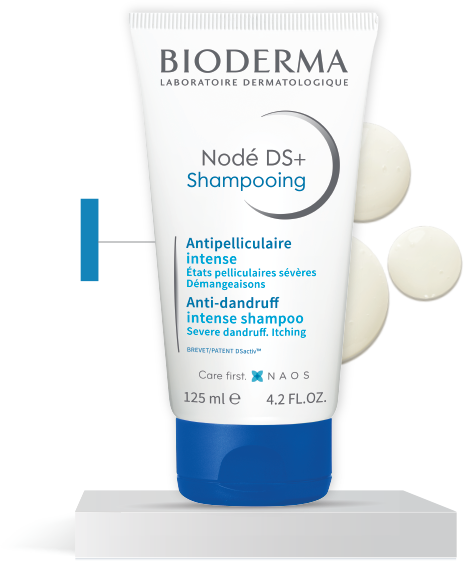 BIODERMA
LABORATOIRE DERMATOLOGIQUE
Nodé DS+
Shampooing
Antipelliculaire
intense
États pelliculaires sévères
Démangeaisons
Anti-dandruff
intense shampoo
Severe dandruff. Itching
BREVET/PATENT DSactiv™
Care first. NAOS
125 ml ℮ 4.2 FL.OZ.